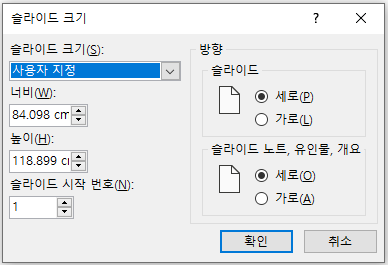 슬라이드 크기
?
슬라이드 크기(S):
사용자 지정
너비(W):
84.098 cm
높이(H):
118.899 c
슬라이드 시작 번호(N):
1
방향
슬라이드
세로(P)
가로(L)
슬라이드 노트, 유인물, 개요
세로(O)
가로(A)
확인
취소